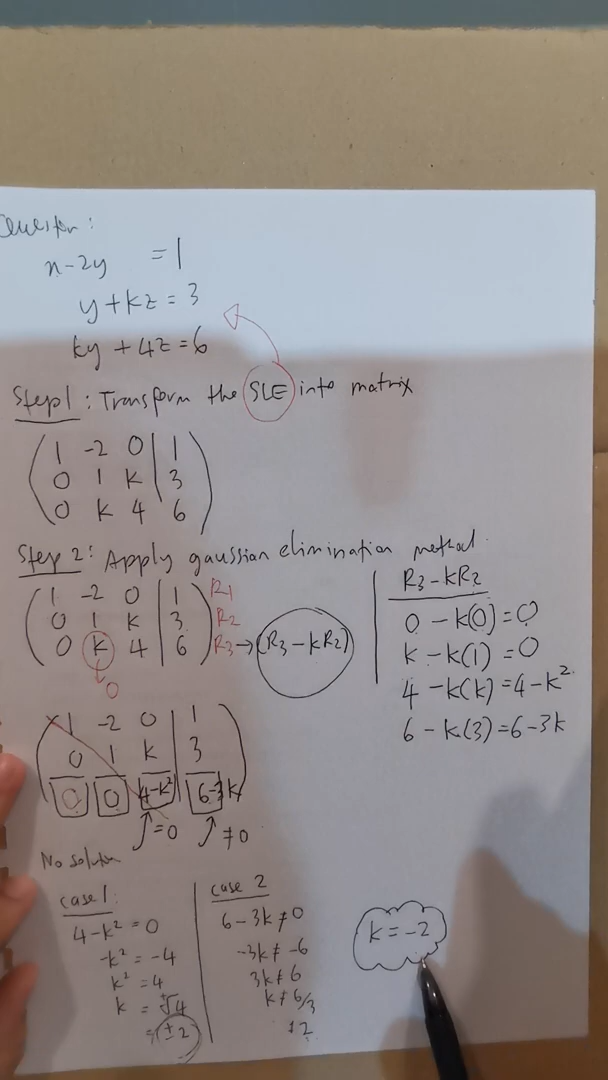 Question:
x-2y = 1
y+kz = 3
ky + 4z = 6
Step 1: Transform the SLE into matrix
1 -2 0 | 1
0 1 k | 3
0 k 4 | 6
Step 2: Apply gaussian elimination method.
1 -2 0 | 1 R1
0 1 k | 3 R2
0 k 4 | 6 R3 → (R3 - kR2)
0
R3 - kR2
0 - k(0) = 0
k - k(1) = 0
4 - k(k) = 4 - k²
6 - k(3) = 6 - 3k
1 -2 0 | 1
0 1 k | 3
0 0 4-k² | 6-3k
=0 ≠0
No solution
case 1:
4 - k² = 0
-k² = -4
k² = 4
k = ±√4
= ±2
case 2
6 - 3k ≠ 0
-3k ≠ -6
3k ≠ 6
k ≠ 6/3
≠ 2
k = -2